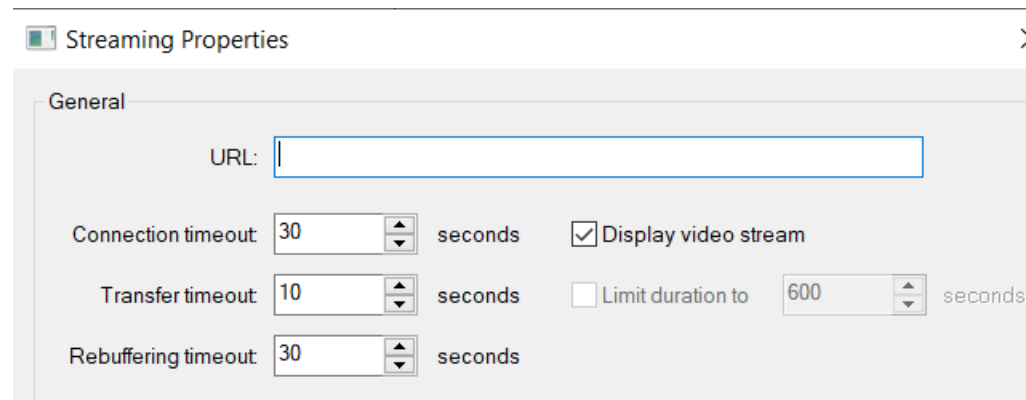 Streaming Properties
General
URL:
Connection timeout: 30 seconds Display video stream
Transfer timeout: 10 seconds Limit duration to 600 seconds
Rebuffering timeout: 30 seconds